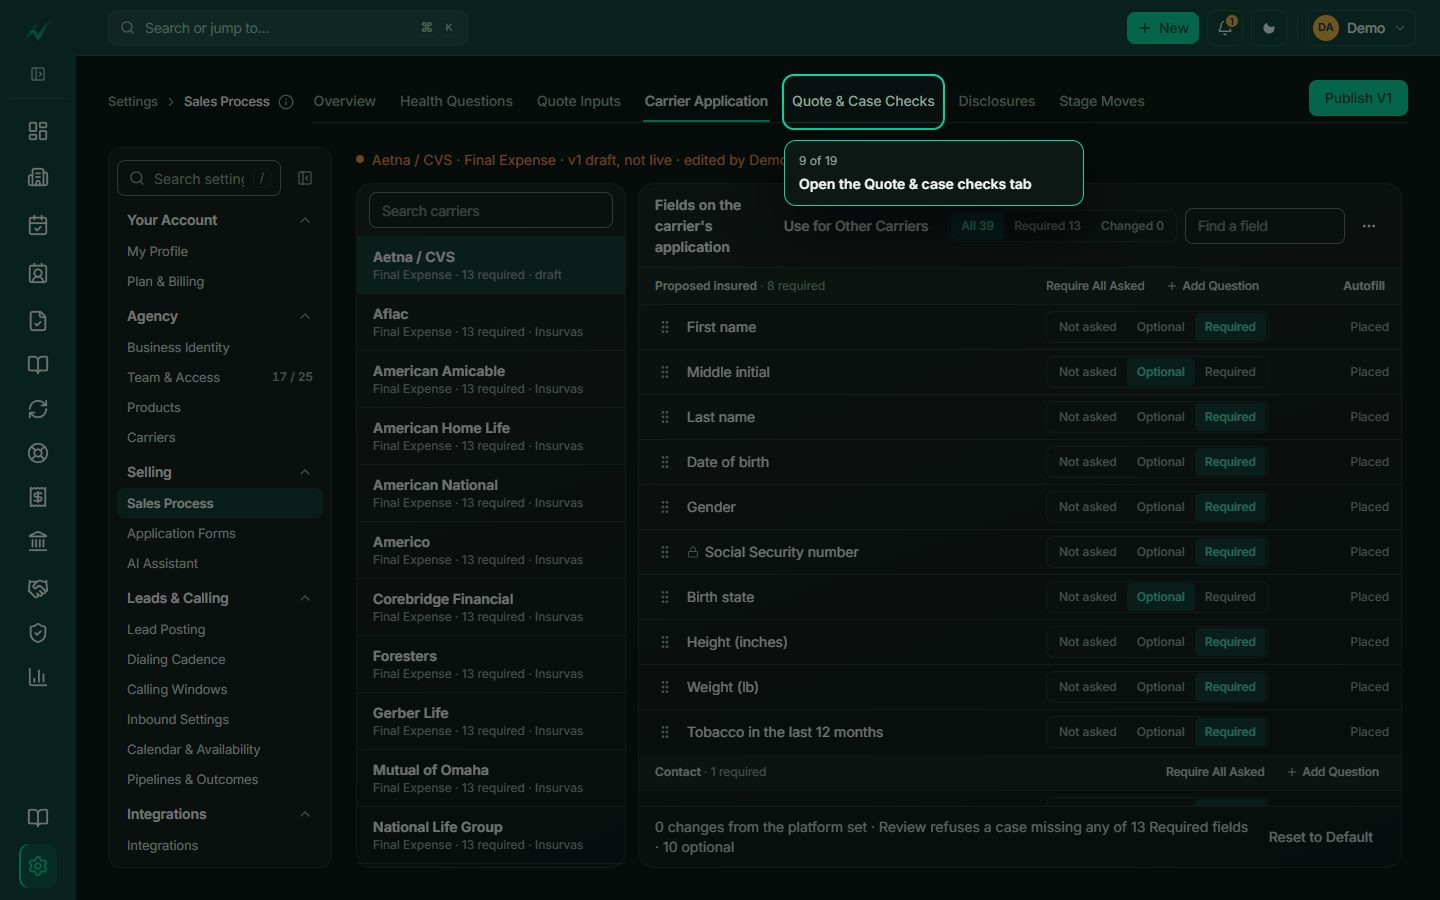 Search or jump to...
⌘ K
New
1
DA
Demo
Settings
Sales Process
Overview
Health Questions
Quote Inputs
Carrier Application
Quote & Case Checks
Disclosures
Stage Moves
Publish V1
9 of 19
Open the Quote & case checks tab
/
Your Account
My Profile
Plan & Billing
Agency
Business Identity
Team & Access
17 / 25
Products
Carriers
Selling
Sales Process
Application Forms
AI Assistant
Leads & Calling
Lead Posting
Dialing Cadence
Calling Windows
Inbound Settings
Calendar & Availability
Pipelines & Outcomes
Integrations
Integrations
Aetna / CVS · Final Expense · v1 draft, not live · edited by Demo
Search carriers
Aetna / CVS
Final Expense · 13 required · draft
Aflac
Final Expense · 13 required · Insurvas
American Amicable
Final Expense · 13 required · Insurvas
American Home Life
Final Expense · 13 required · Insurvas
American National
Final Expense · 13 required · Insurvas
Americo
Final Expense · 13 required · Insurvas
Corebridge Financial
Final Expense · 13 required · Insurvas
Foresters
Final Expense · 13 required · Insurvas
Gerber Life
Final Expense · 13 required · Insurvas
Mutual of Omaha
Final Expense · 13 required · Insurvas
National Life Group
Final Expense · 13 required · Insurvas
Fields on the
carrier's
application
Use for Other Carriers
All 39
Required 13
Changed 0
Find a field
Proposed insured · 8 required
Require All Asked
Add Question
Autofill
First name
Not asked Optional Required
Placed
Middle initial
Not asked Optional Required
Placed
Last name
Not asked Optional Required
Placed
Date of birth
Not asked Optional Required
Placed
Gender
Not asked Optional Required
Placed
Social Security number
Not asked Optional Required
Placed
Birth state
Not asked Optional Required
Placed
Height (inches)
Not asked Optional Required
Placed
Weight (lb)
Not asked Optional Required
Placed
Tobacco in the last 12 months
Not asked Optional Required
Placed
Contact · 1 required
Require All Asked
Add Question
0 changes from the platform set · Review refuses a case missing any of 13 Required fields
· 10 optional
Reset to Default